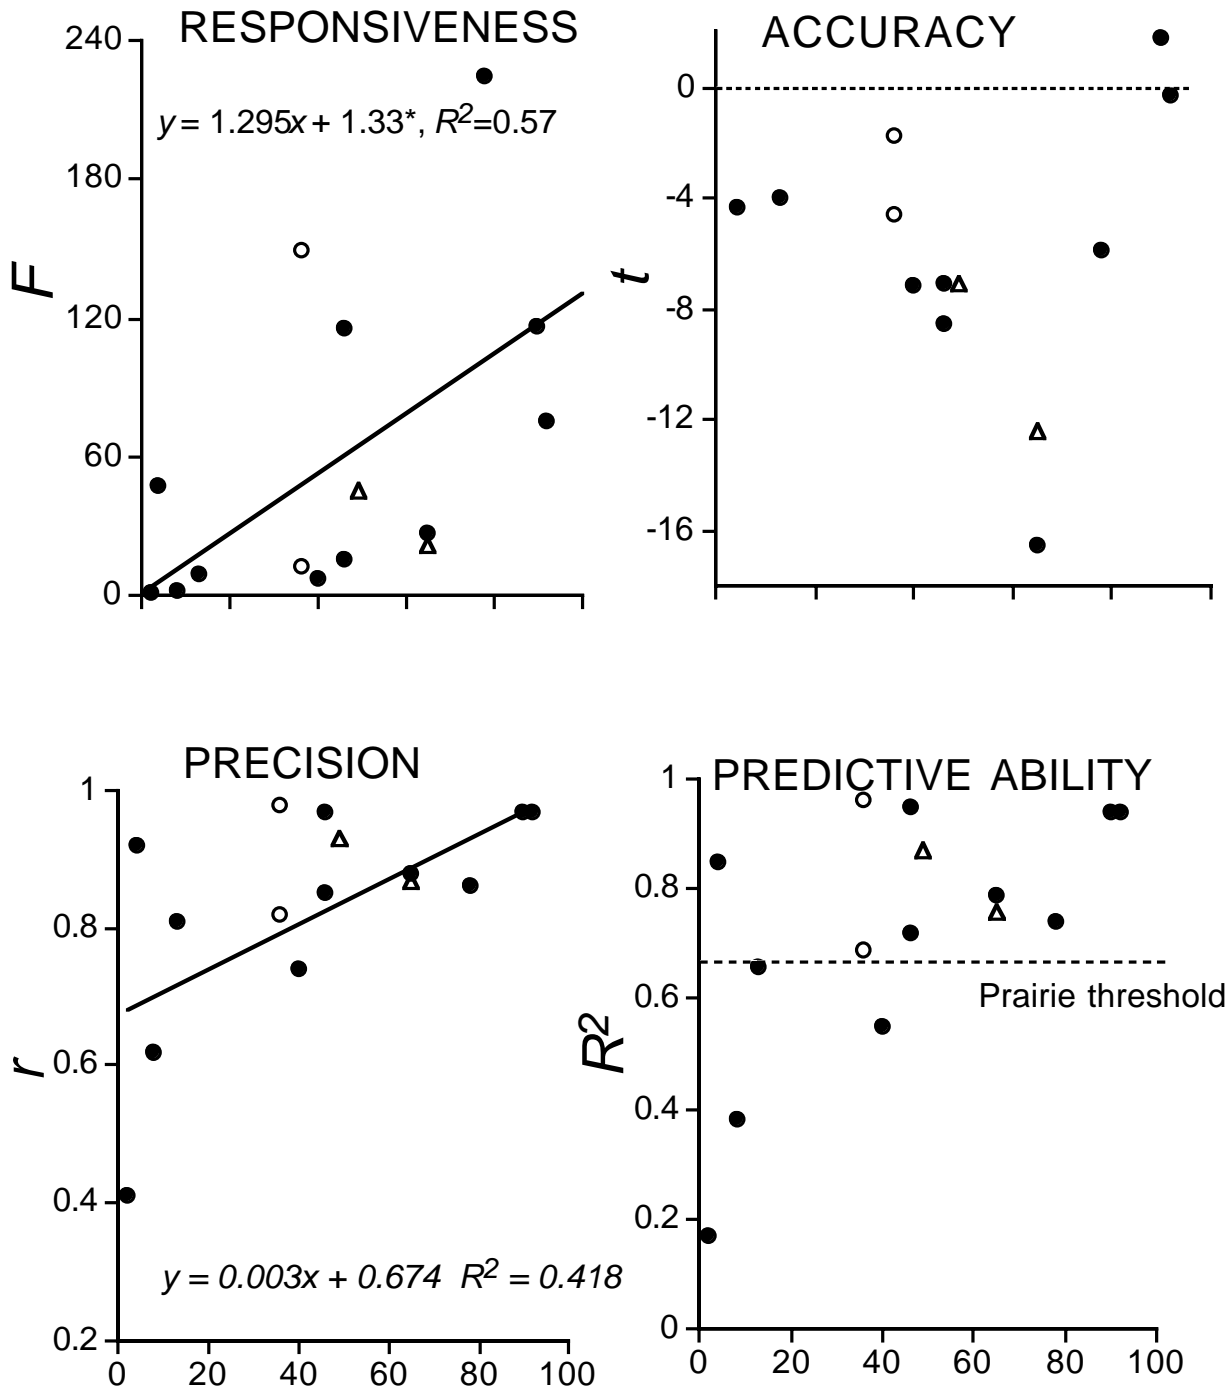 RESPONSIVENESS
240
y = 1.295x + 1.33*, R²=0.57
180
F
120
60
0
ACCURACY
0
-4
t
-8
-12
-16
PRECISION
1
0.8
r
0.6
0.4
y = 0.003x + 0.674 R² = 0.418
0.2
0 20 40 60 80 100
PREDICTIVE ABILITY
1
0.8
Prairie threshold
0.6
R²
0.4
0.2
0
0 20 40 60 80 100